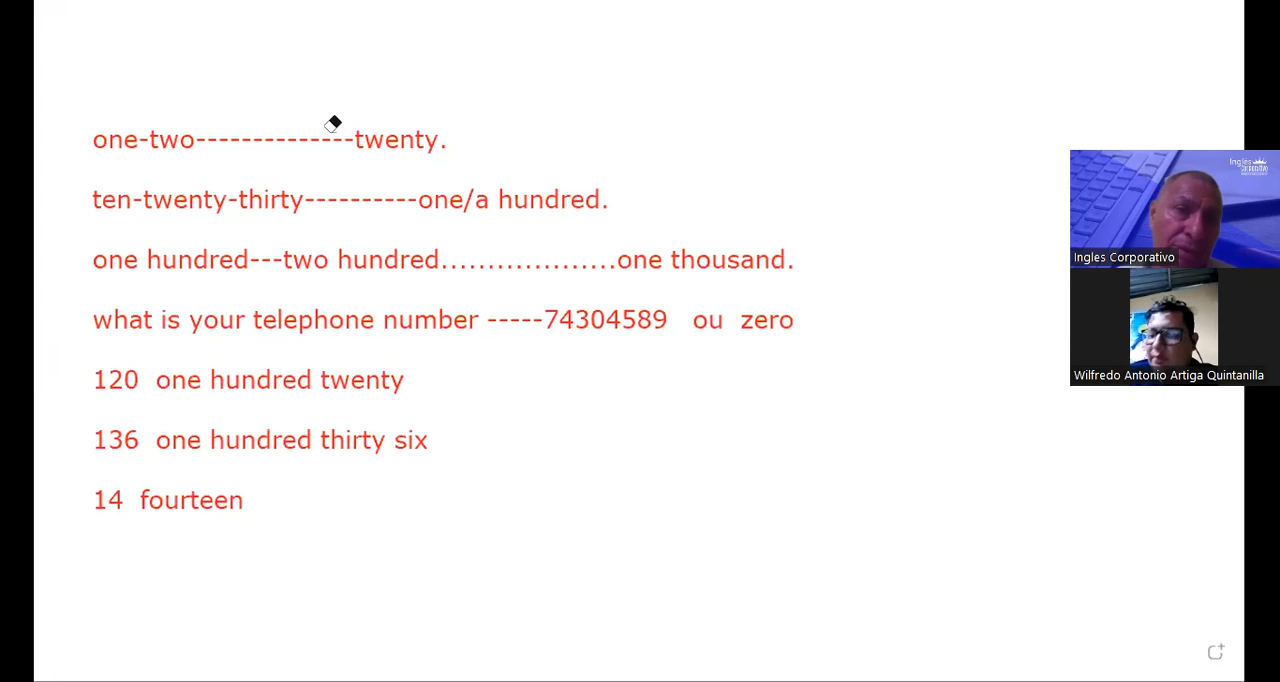 one-two--------------twenty.
ten-twenty-thirty----------one/a hundred.
one hundred---two hundred...................one thousand.
what is your telephone number -----74304589 ou zero
120 one hundred twenty
136 one hundred thirty six
14 fourteen
Ingles
CORPORATIVO
Ingles Corporativo
Wilfredo Antonio Artiga Quintanilla